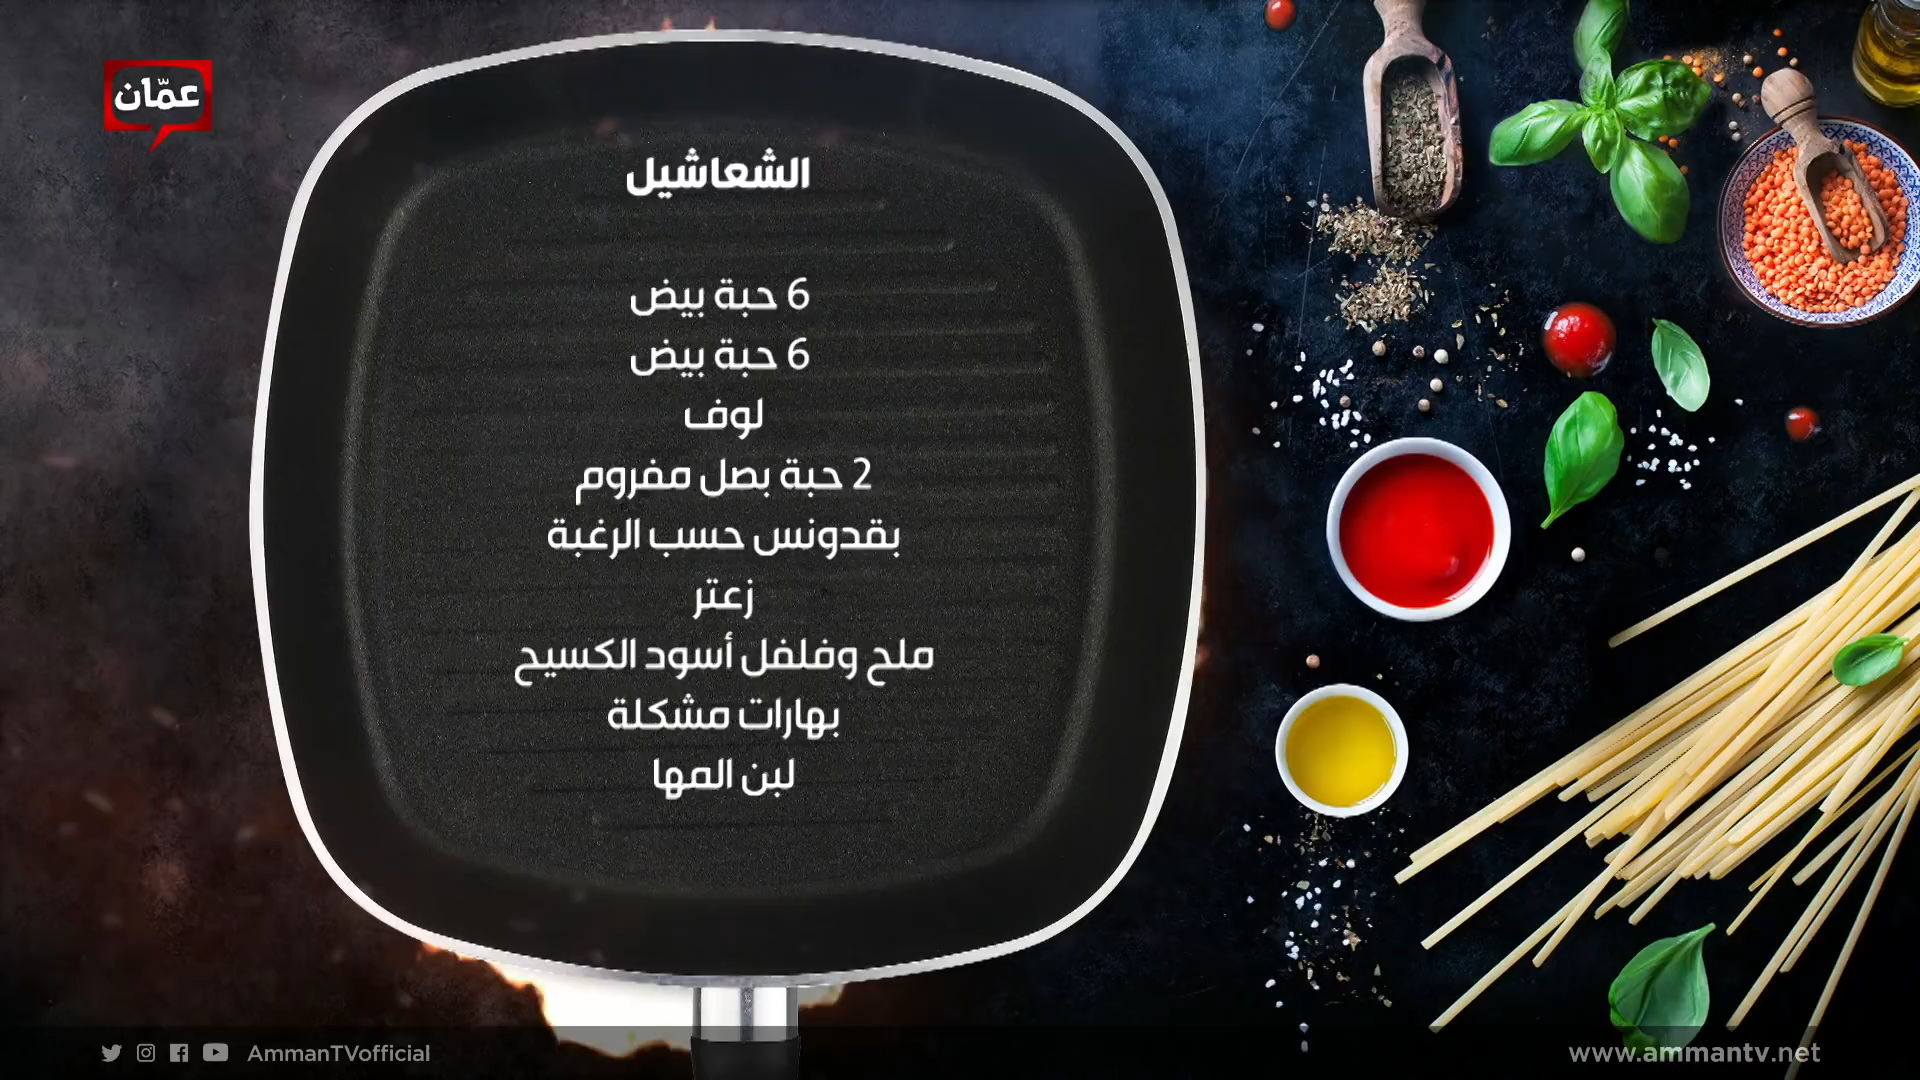 عمّان
الشعاشيل
6 حبة بيض
6 حبة بيض
لوف
2 حبة بصل مفروم
بقدونس حسب الرغبة
زعتر
ملح وفلفل أسود الكسيح
بهارات مشكلة
لبن المها
AmmanTVofficial
www.ammantv.net